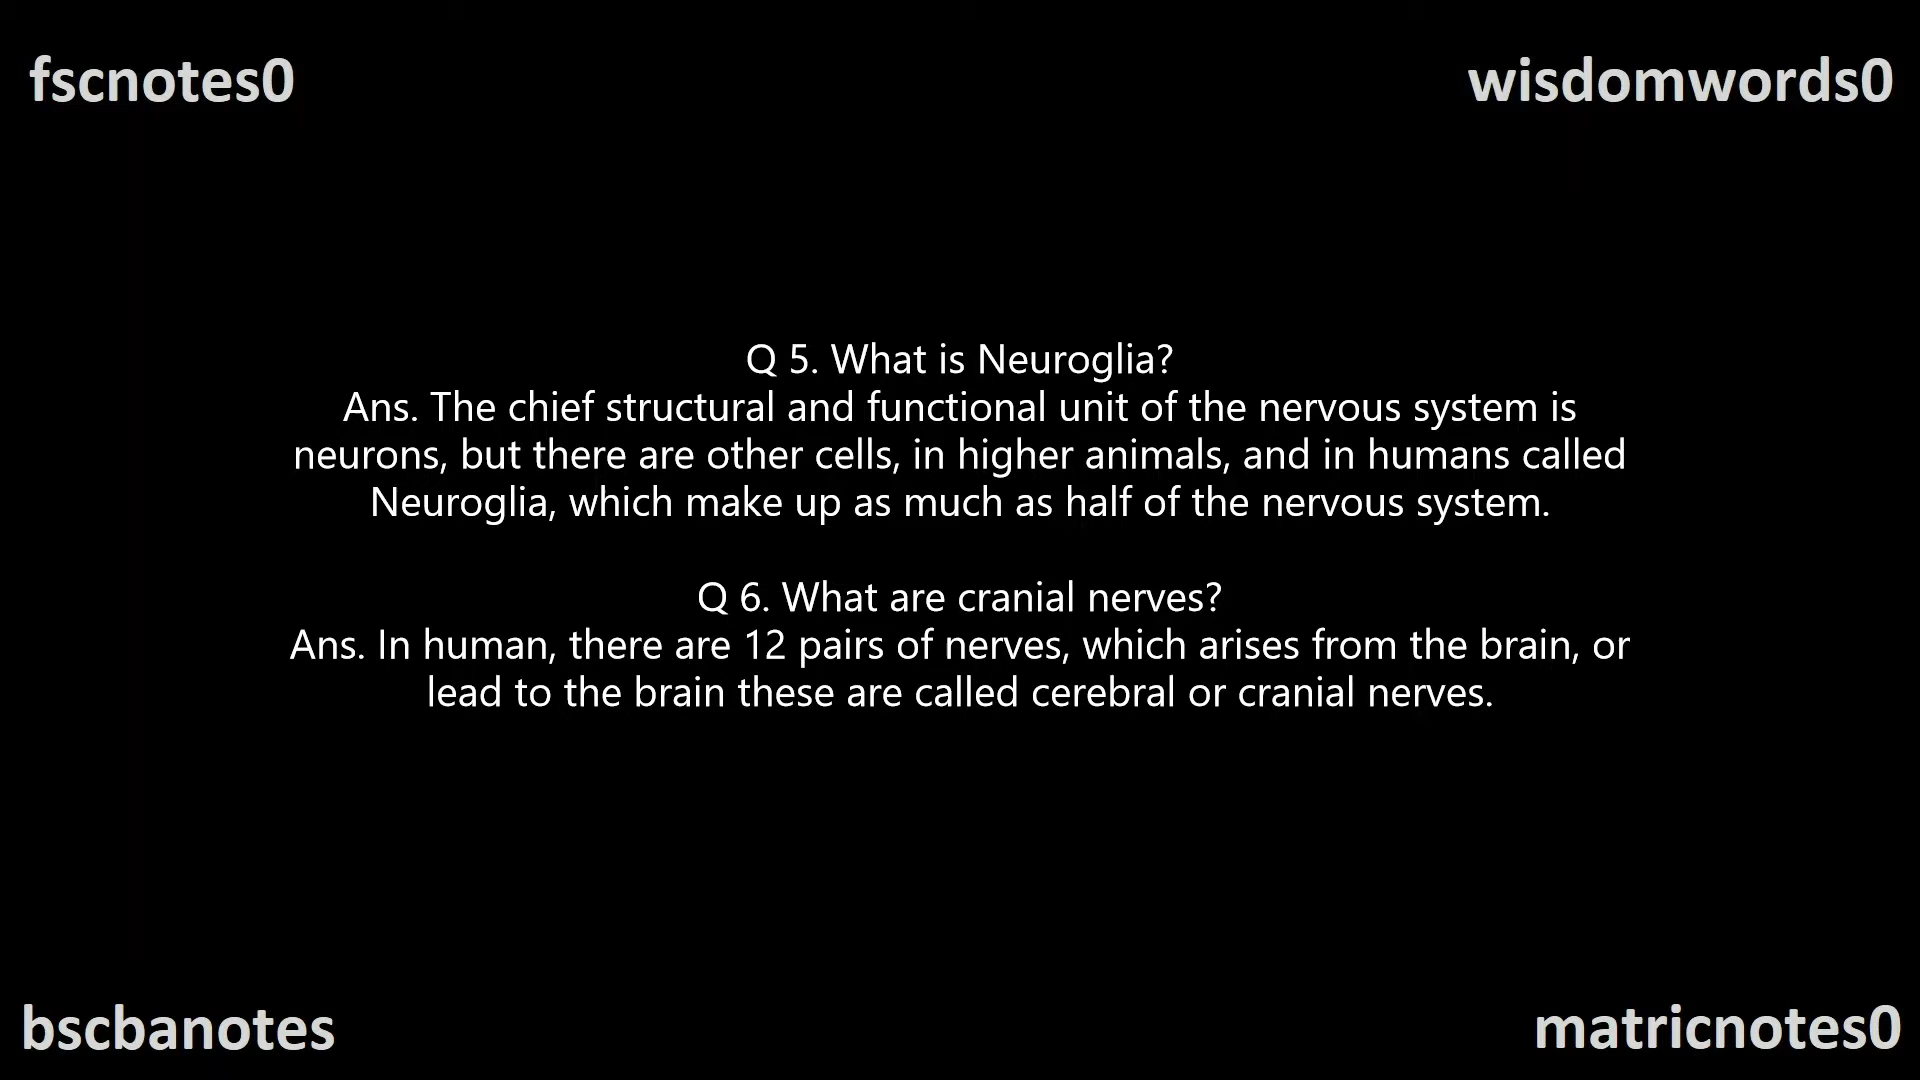 fscnotes0
wisdomwords0
Q 5. What is Neuroglia?
Ans. The chief structural and functional unit of the nervous system is
neurons, but there are other cells, in higher animals, and in humans called
Neuroglia, which make up as much as half of the nervous system.
Q 6. What are cranial nerves?
Ans. In human, there are 12 pairs of nerves, which arises from the brain, or
lead to the brain these are called cerebral or cranial nerves.
bscbanotes
matricnotes0